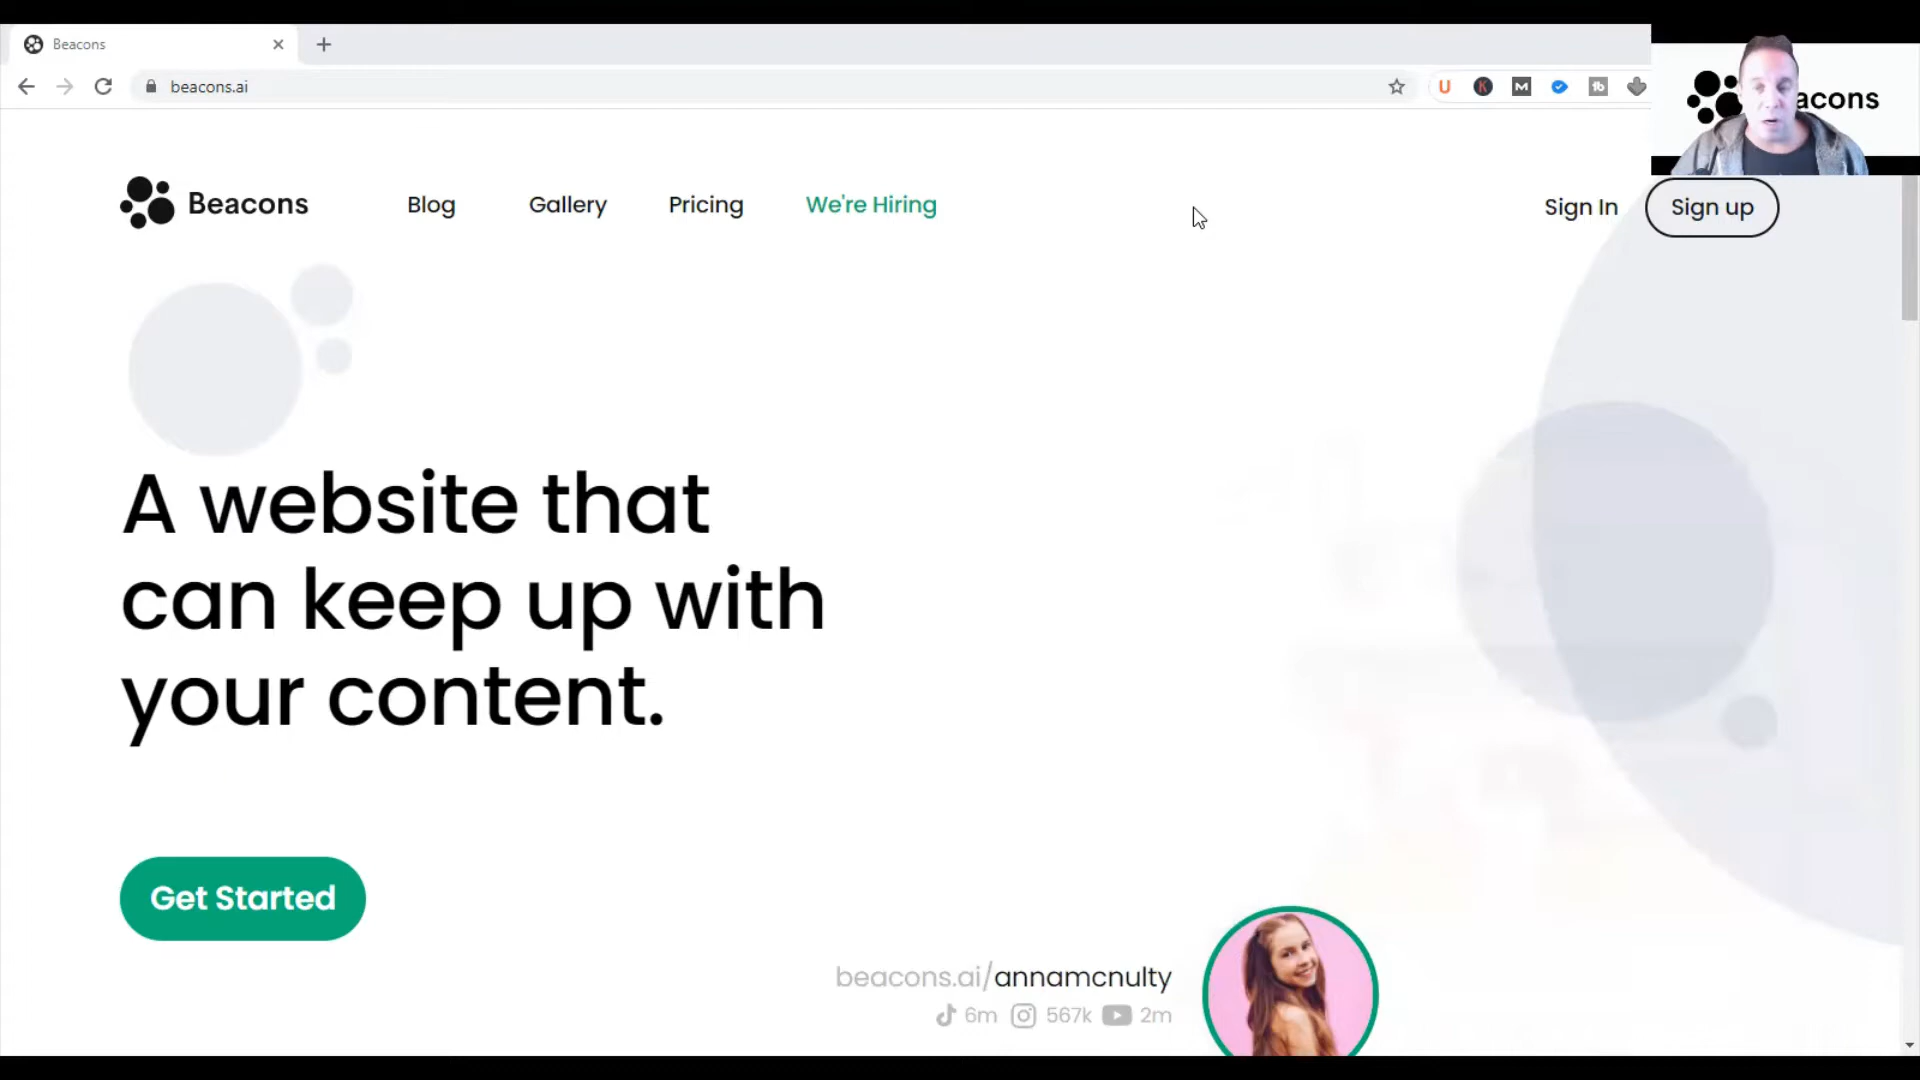 Beacons
beacons.ai
U
K
M
tb
acons
Beacons
Blog
Gallery
Pricing
We're Hiring
Sign In
Sign up
A website that
can keep up with
your content.
Get Started
beacons.ai/annamcnulty
6m 567k 2m